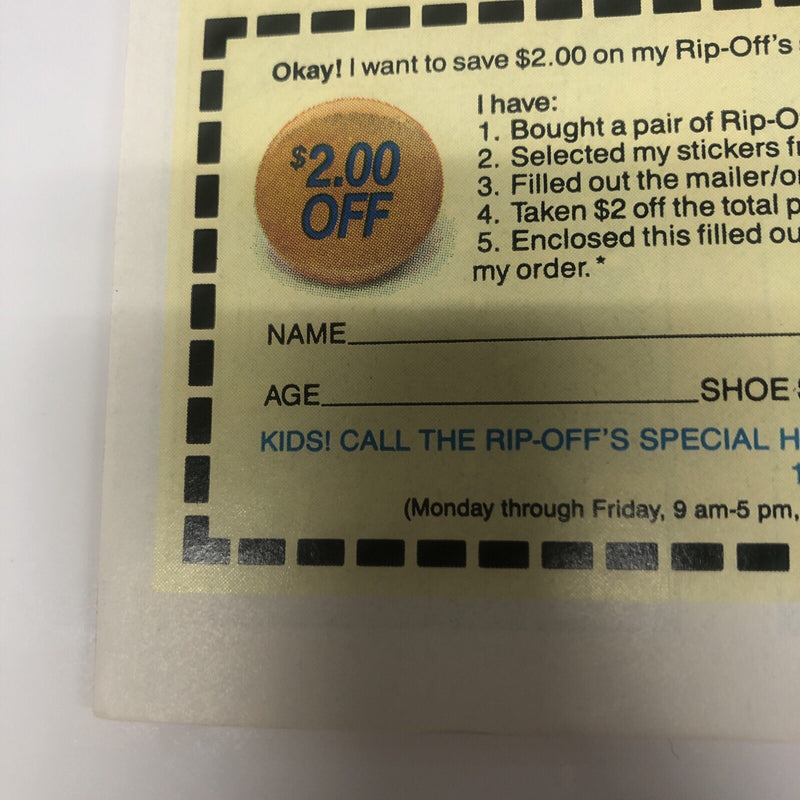 Okay! I want to save $2.00 on my Rip-Off's
$2.00
OFF
I have:
1. Bought a pair of Rip-O
2. Selected my stickers
3. Filled out the mailer/o
4. Taken $2 off the total p
5. Enclosed this filled ou
my order.*
NAME
AGE SHOE
KIDS! CALL THE RIP-OFF'S SPECIAL H
1
(Monday through Friday, 9 am-5 pm,